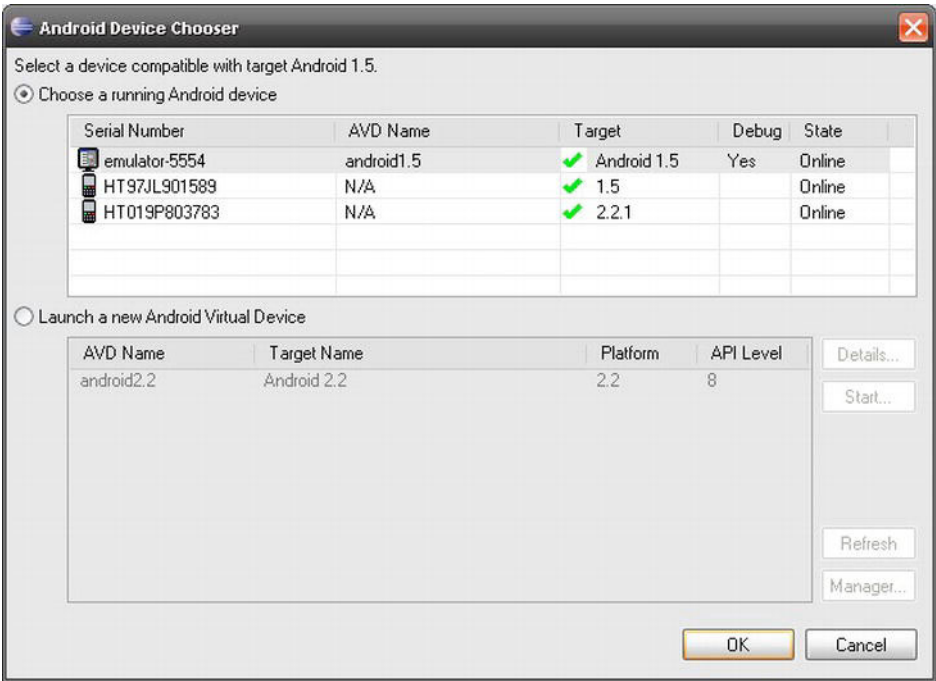 Android Device Chooser
Select a device compatible with target Android 1.5.
Choose a running Android device
Serial Number AVD Name Target Debug State
emulator-5554 android1.5 Android 1.5 Yes Online
HT97JL901589 N/A 1.5 Online
HT019P803783 N/A 2.2.1 Online
Launch a new Android Virtual Device
AVD Name Target Name Platform API Level Details...
android2.2 Android 2.2 2.2 8
Start...
Refresh
Manager...
OK Cancel